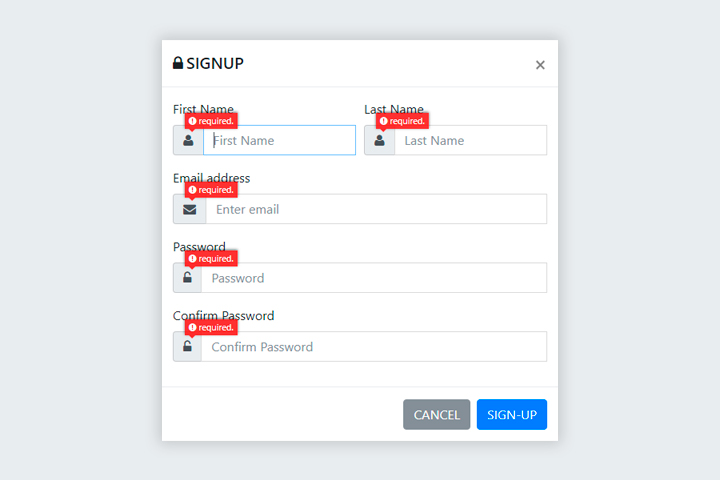 SIGNUP ×
First Name Last Name
required. required.
First Name Last Name
Email address
required.
Enter email
Password
required.
Password
Confirm Password
required.
Confirm Password
CANCEL SIGN-UP